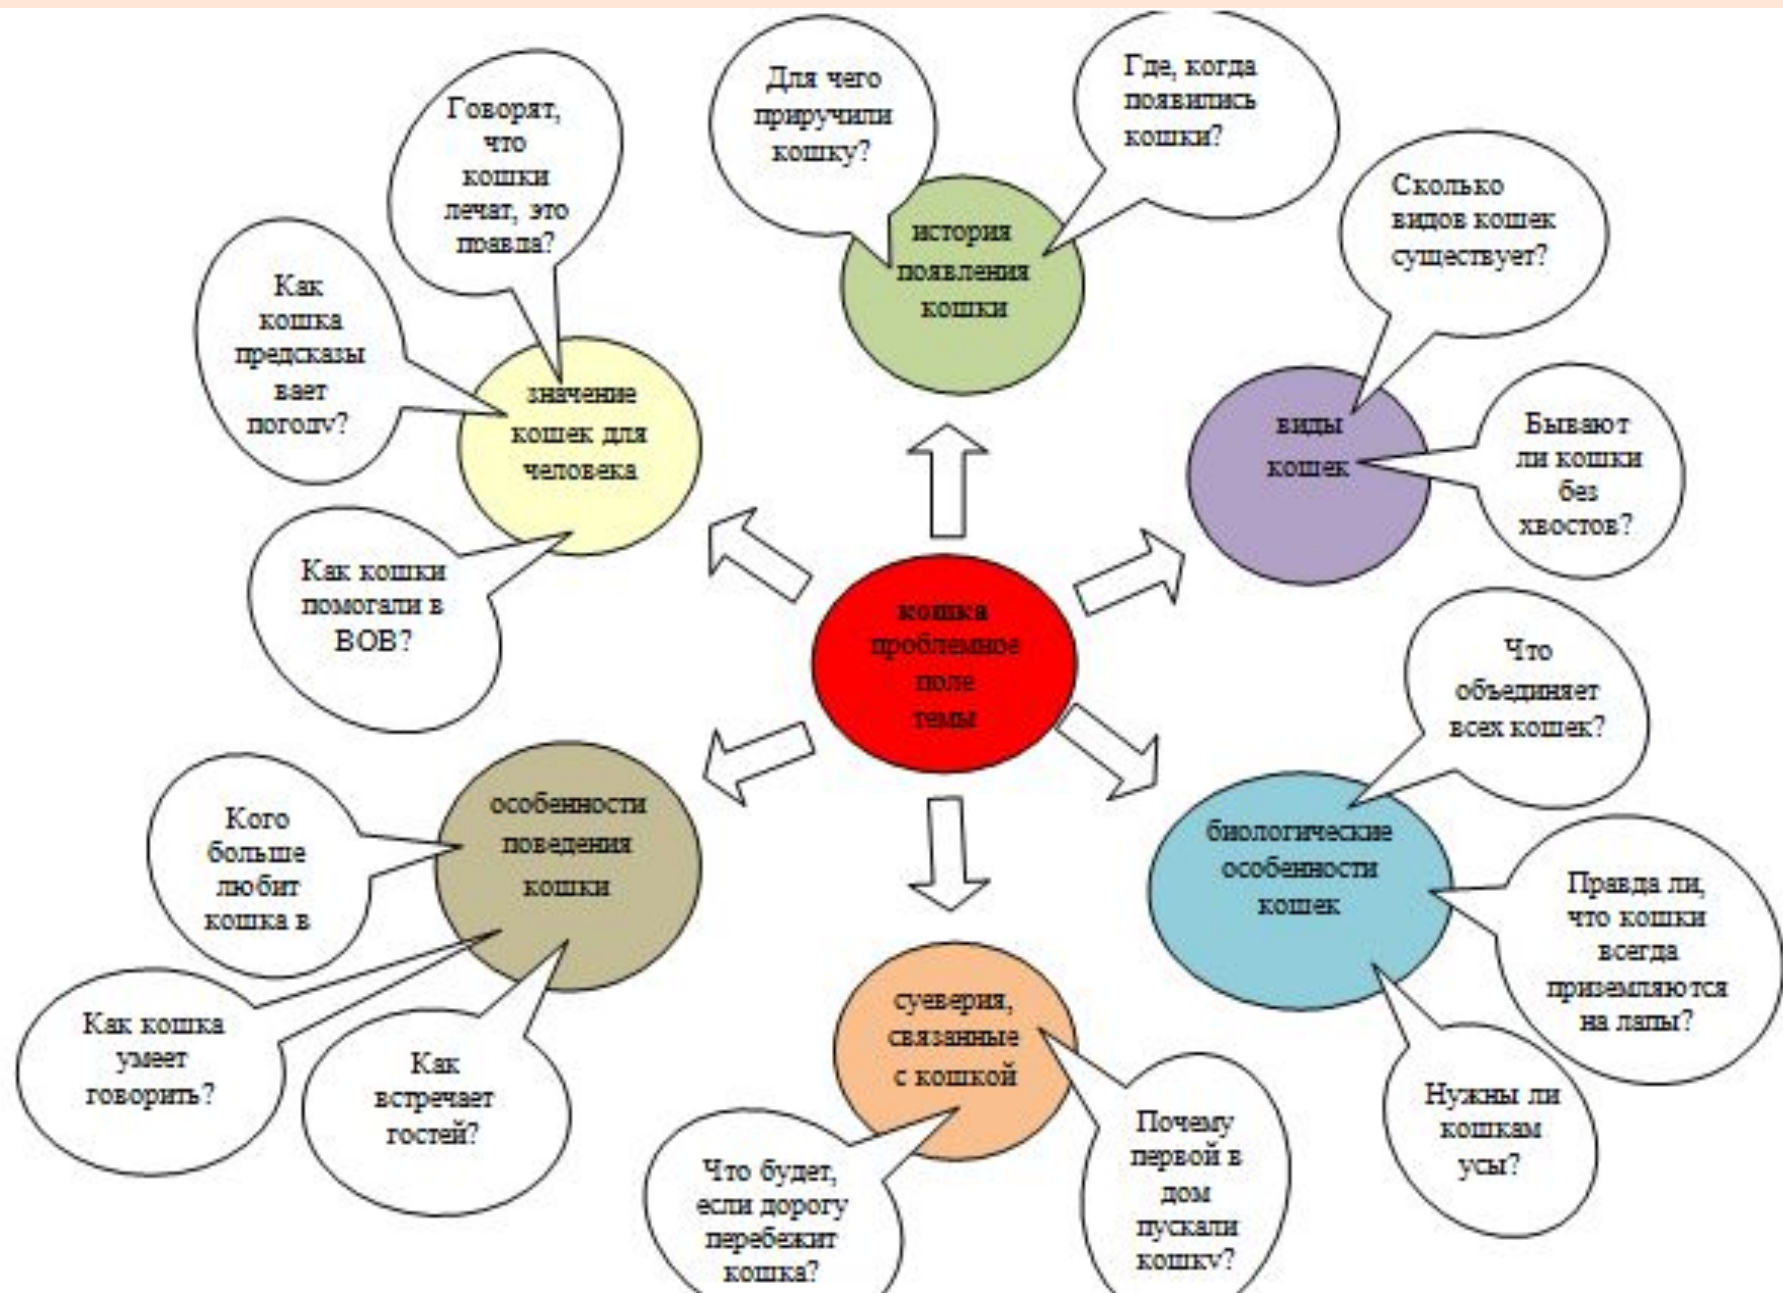 Для чего
приручили
кошку?
Где, когда
появились
кошки?
история
появления
кошки
Говорят,
что
кошки
лечат, это
правда?
Как
кошка
предсказы
вает
погоду?
значение
кошек для
человека
Как кошки
помогали в
ВОВ?
Сколько
видов кошек
существует?
виды
кошек
Бывают
ли кошки
без
хвостов?
кошка
проблемное
поле
темы
Что
объединяет
всех кошек?
биологические
особенности
кошек
Правда ли,
что кошки
всегда
приземляются
на лапы?
Нужны ли
кошкам
усы?
особенности
поведения
кошки
Кого
больше
любит
кошка в
Как кошка
умеет
говорить?
Как
встречает
гостей?
суеверия,
связанные
с кошкой
Что будет,
если дорогу
перебежит
кошка?
Почему
первой в
дом
пускали
кошку?